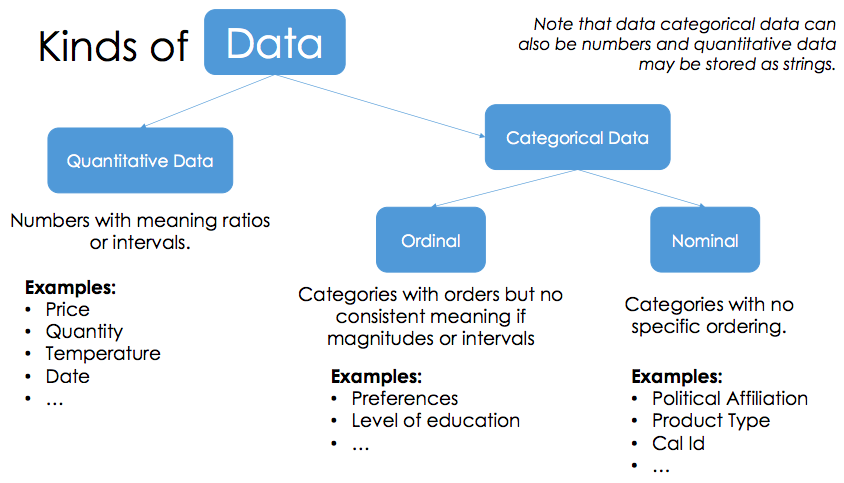 Kinds of Data
Note that data categorical data can
also be numbers and quantitative data
may be stored as strings.
Quantitative Data
Numbers with meaning ratios
or intervals.
Examples:
• Price
• Quantity
• Temperature
• Date
• …
Categorical Data
Ordinal
Categories with orders but no
consistent meaning if
magnitudes or intervals
Examples:
• Preferences
• Level of education
• …
Nominal
Categories with no
specific ordering.
Examples:
• Political Affiliation
• Product Type
• Cal Id
• …